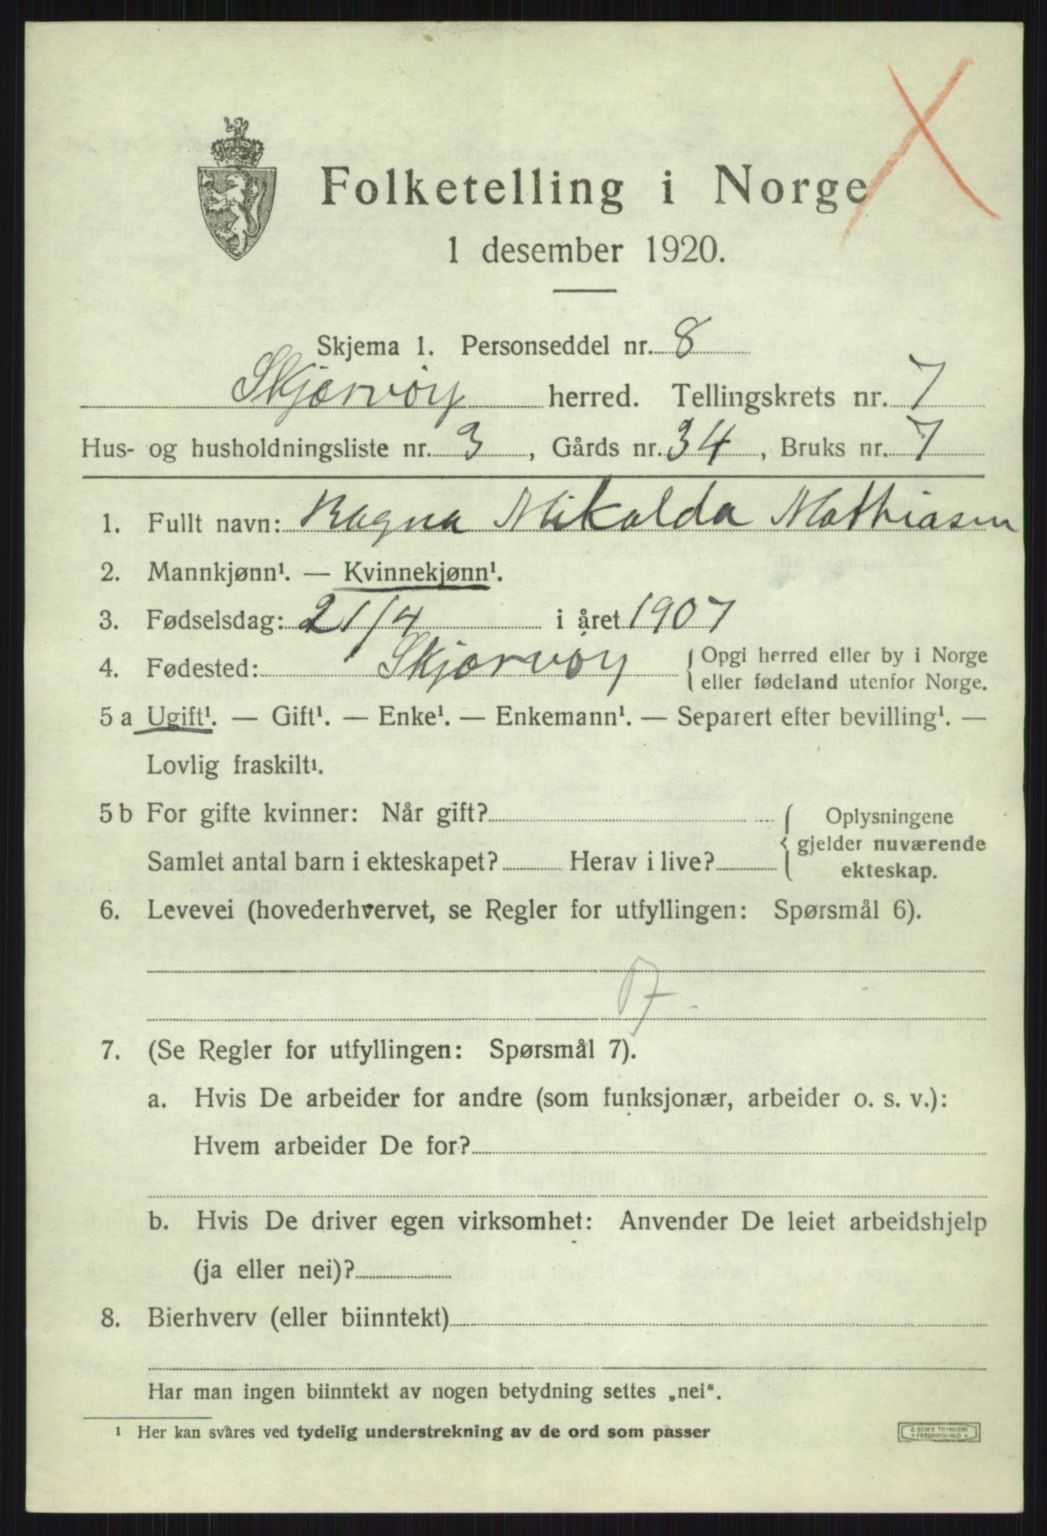 Folketelling i Norge
1 desember 1920.
Skjema 1. Personseddel nr. 8
Skjærvøy herred. Tellingskrets nr. 7
Hus- og husholdningsliste nr. 3, Gårds nr. 34, Bruks nr. 7
1. Fullt navn: Ragna Mikalda Mathiasen
2. Mannkjønn¹. — Kvinnekjønn¹.
3. Fødselsdag: 21/4 i året 1907
4. Fødested: Skjærvøy { Opgi herred eller by i Norge
eller fødeland utenfor Norge.
5 a Ugift¹. — Gift¹. — Enke¹. — Enkemann¹. — Separert efter bevilling¹. —
Lovlig fraskilt¹.
5 b For gifte kvinner: Når gift? { Oplysningene
gjelder nuværende
Samlet antal barn i ekteskapet? Herav i live?
ekteskap.
6. Levevei (hovederhvervet, se Regler for utfyllingen: Spørsmål 6).
7. (Se Regler for utfyllingen: Spørsmål 7).
a. Hvis De arbeider for andre (som funksjonær, arbeider o. s. v.):
Hvem arbeider De for?
b. Hvis De driver egen virksomhet: Anvender De leiet arbeidshjelp
(ja eller nei)?
8. Bierhverv (eller biinntekt)
Har man ingen biinntekt av nogen betydning settes „nei“.
¹ Her kan svares ved tydelig understrekning av de ord som passer